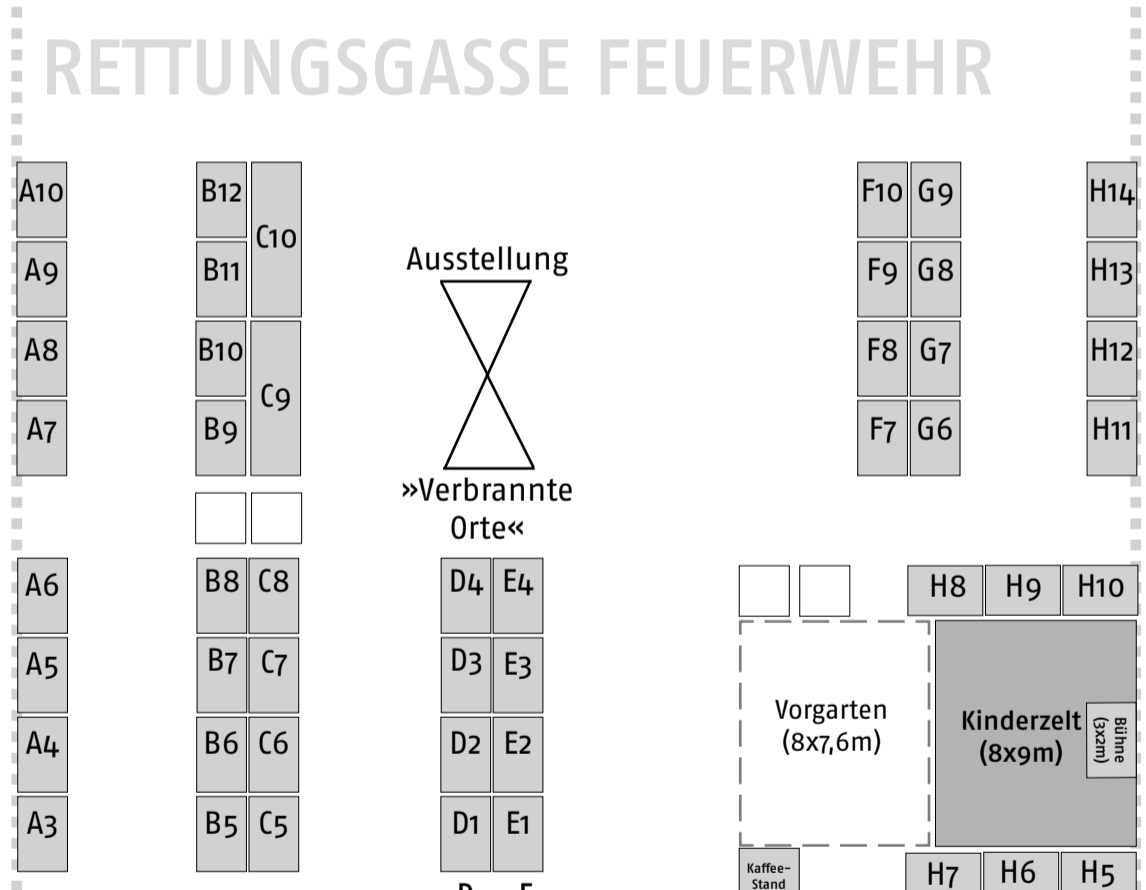 RETTUNGSGASSE FEUERWEHR
A10
B12
C10
F10
G9
H14
Ausstellung
A9
B11
F9
G8
H13
A8
B10
C9
F8
G7
H12
A7
B9
F7
G6
H11
»Verbrannte
Orte«
A6
B8
C8
D4
E4
H8
H9
H10
A5
B7
C7
D3
E3
Vorgarten
(8x7,6m)
Kinderzelt
(8x9m)
Bühne
(3x2m)
A4
B6
C6
D2
E2
A3
B5
C5
D1
E1
Kaffee-
Stand
H7
H6
H5